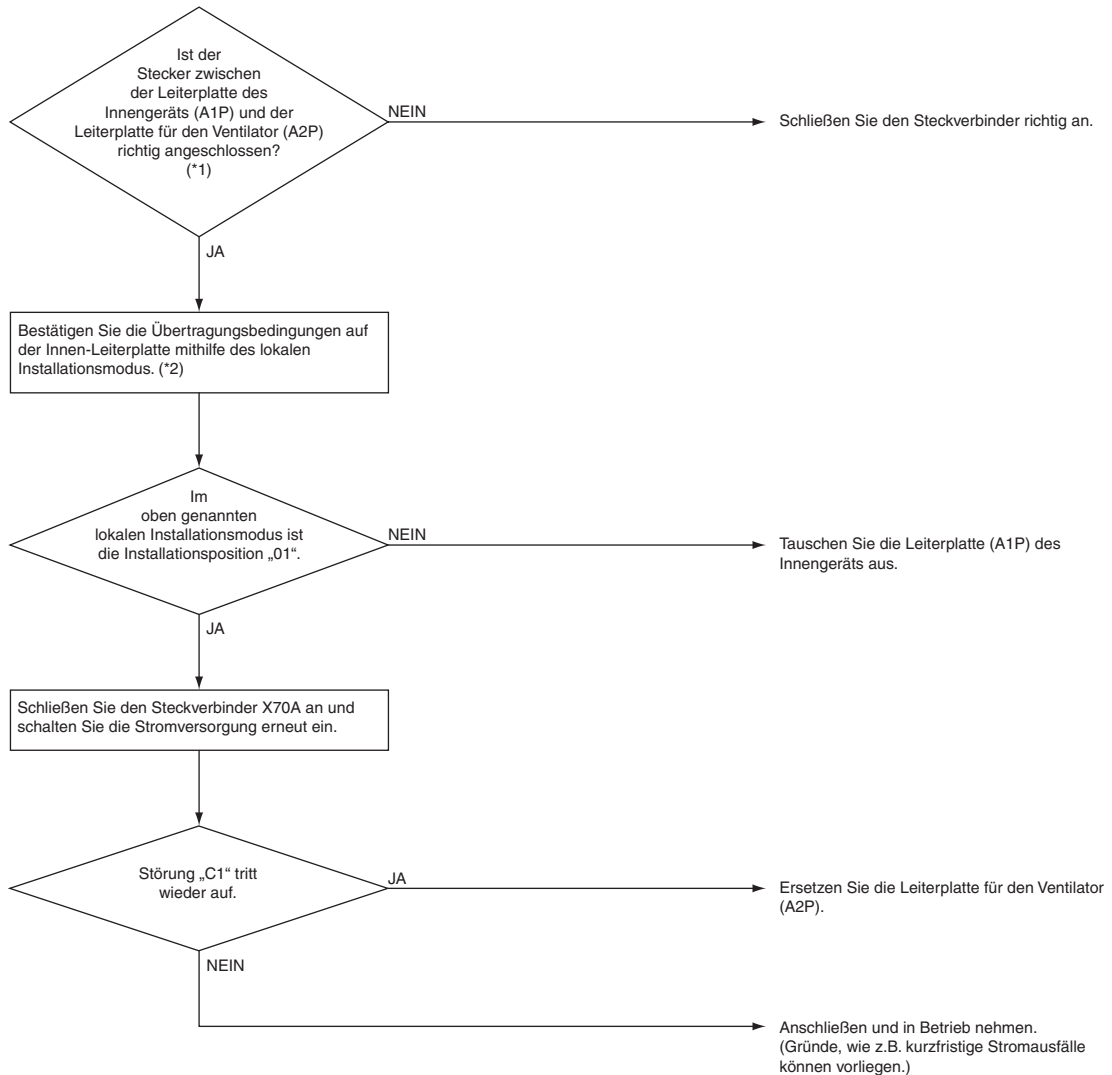 Ist der
Stecker zwischen
der Leiterplatte des
Innengeräts (A1P) und der
Leiterplatte für den Ventilator (A2P)
richtig angeschlossen?
(*1)
NEIN
Schließen Sie den Steckverbinder richtig an.
JA
Bestätigen Sie die Übertragungsbedingungen auf
der Innen-Leiterplatte mithilfe des lokalen
Installationsmodus. (*2)
Im
oben genannten
lokalen Installationsmodus ist
die Installationsposition „01“.
NEIN
Tauschen Sie die Leiterplatte (A1P) des
Innengeräts aus.
JA
Schließen Sie den Steckverbinder X70A an und
schalten Sie die Stromversorgung erneut ein.
Störung „C1“ tritt
wieder auf.
JA
Ersetzen Sie die Leiterplatte für den Ventilator
(A2P).
NEIN
Anschließen und in Betrieb nehmen.
(Gründe, wie z.B. kurzfristige Stromausfälle
können vorliegen.)